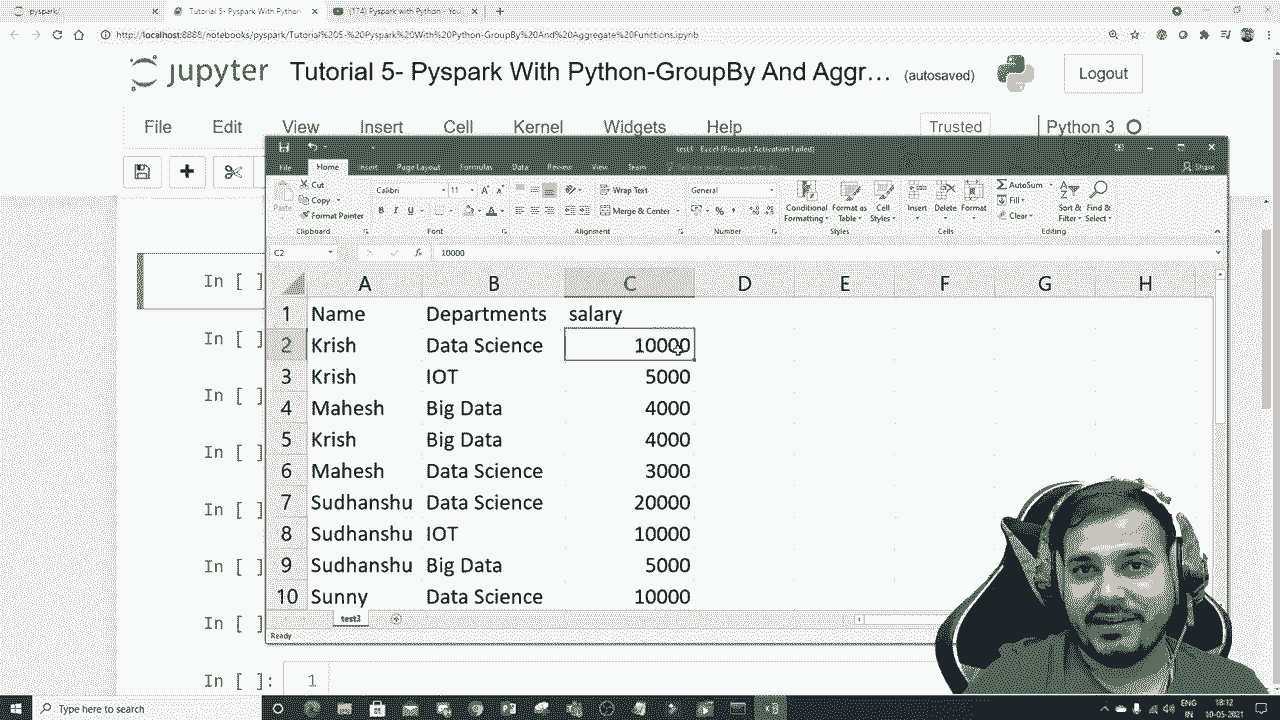 pyspark/
Tutorial 5- Pyspark With Python
(174) Pyspark with Python - You
http://localhost:8888/notebooks/pyspark/Tutorial%205-%20Pyspark%20With%20Python-GroupBy%20And%20Aggregate%20Functions.ipynb
jupyter Tutorial 5- Pyspark With Python-GroupBy And Aggr… (autosaved) Logout
File Edit View Insert Cell Kernel Widgets Help Trusted Python 3
test3 - Excel (Product Activation Failed)
File Home Insert Page Layout Formulas Data Review View Team Share
Cut Calibri 11 Wrap Text General AutoSum
Copy Fill
Paste Format Painter Merge & Center Conditional Formatting Format as Table Cell Styles Insert Delete Format Clear Sort & Filter Find & Select
Clipboard Font Alignment Number Styles Cells Editing
C2 fx 10000
A B C D E F G H
1 Name Departments salary
2 Krish Data Science 10000
3 Krish IOT 5000
4 Mahesh Big Data 4000
5 Krish Big Data 4000
6 Mahesh Data Science 3000
7 Sudhanshu Data Science 20000
8 Sudhanshu IOT 10000
9 Sudhanshu Big Data 5000
10 Sunny Data Science 10000
test3
Ready
In [ ]
In [ ]
In [ ]
In [ ]
In [ ]
In [ ]
In [ ]
In [ ]: 1
Type here to search
ENG 18:12
IN 10-05-2021